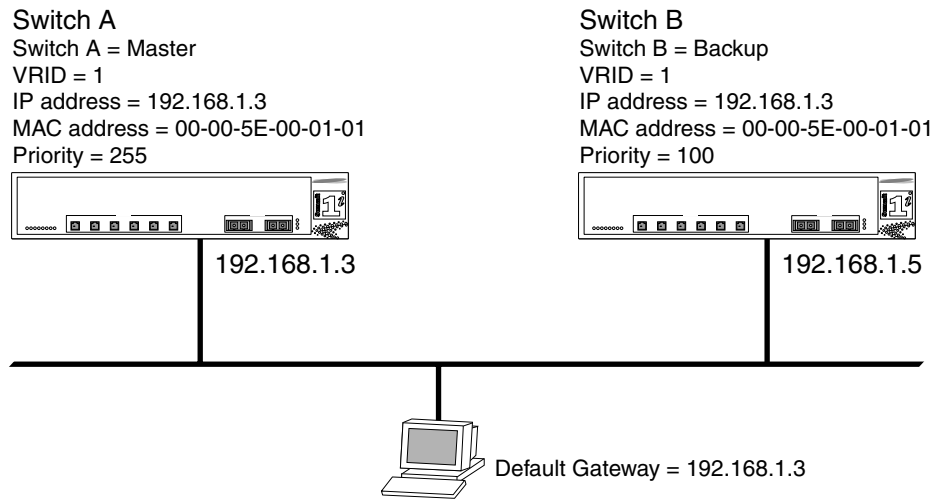 Switch A
Switch A = Master
VRID = 1
IP address = 192.168.1.3
MAC address = 00-00-5E-00-01-01
Priority = 255
Switch B
Switch B = Backup
VRID = 1
IP address = 192.168.1.3
MAC address = 00-00-5E-00-01-01
Priority = 100
192.168.1.3
192.168.1.5
Default Gateway = 192.168.1.3